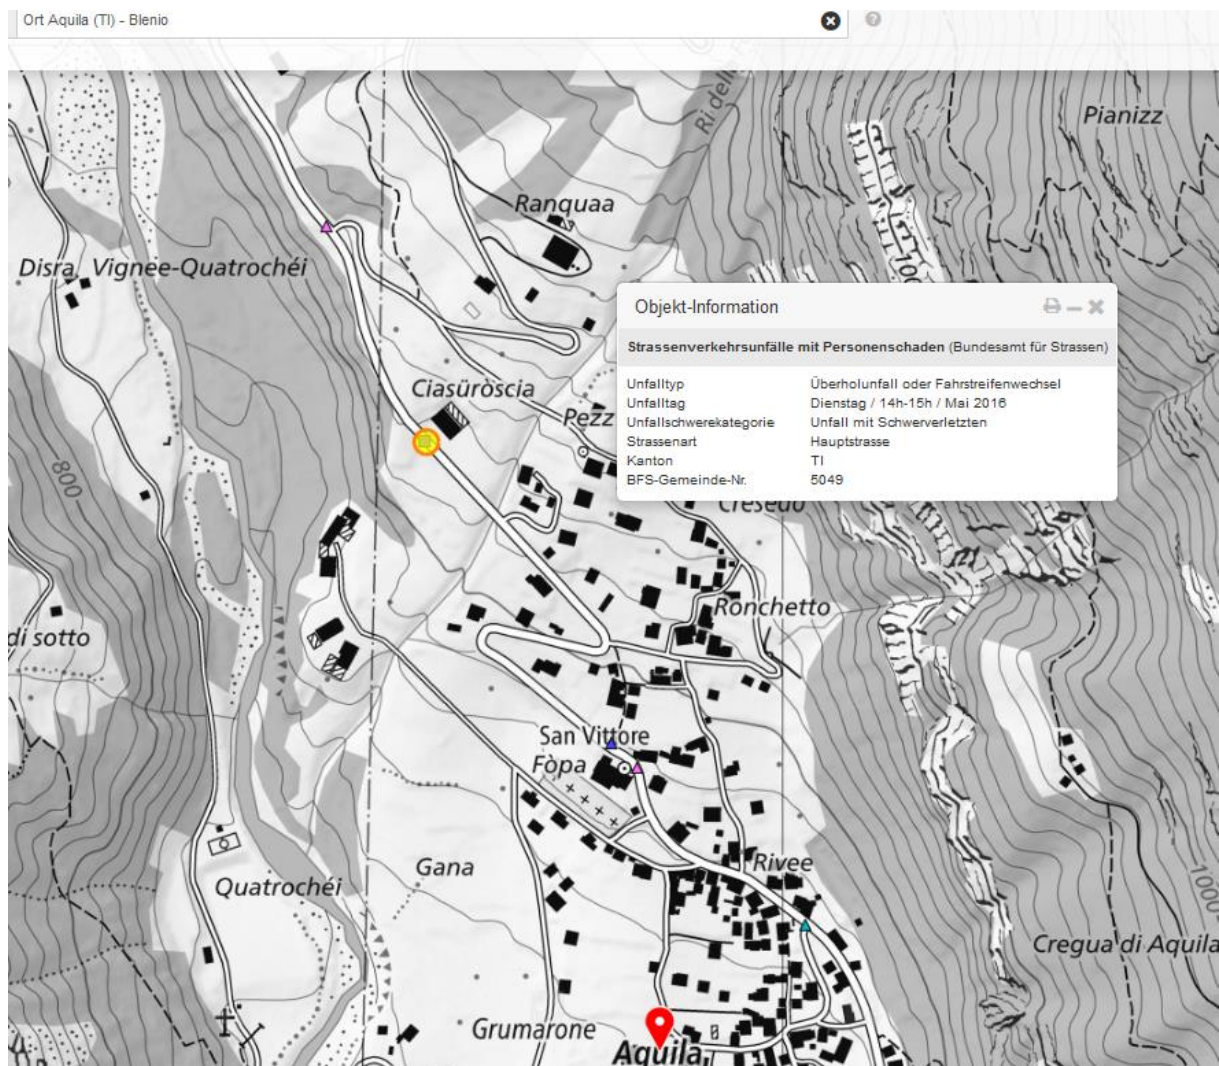 Ort Aquila (TI) - Blenio
Pianizz
Ri della
Ranquaa
Disra
Vignee-Quatrochéi
Objekt-Information
Strassenverkehrsunfälle mit Personenschaden (Bundesamt für Strassen)
Unfalltyp Überholunfall oder Fahrstreifenwechsel
Unfalltag Dienstag / 14h-15h / Mai 2016
Unfallschwerekategorie Unfall mit Schwerverletzten
Strassenart Hauptstrasse
Kanton TI
BFS-Gemeinde-Nr. 5049
Ciasüròscia
Pezz
800
Cresedo
Ronchetto
di sotto
San Vittore
Fòpa
Rivee
Gana
Quatrochéi
1000
Cregua di Aquila
Grumarone
Aquila